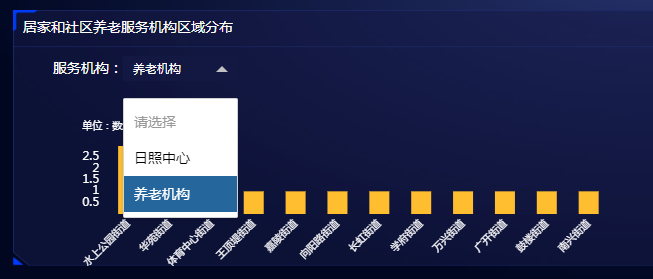 居家和社区养老服务机构区域分布
服务机构： 养老机构
请选择
日照中心
养老机构
单位：数
2.5
2
1.5
1
0.5
水上公园街道
华苑街道
体育中心街道
王顶堤街道
嘉陵街道
向阳路街道
长虹街道
学府街道
万兴街道
广开街道
鼓楼街道
南兴街道